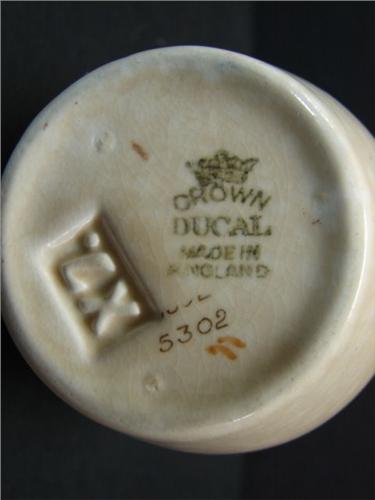 CROWN
DUCAL
MADE IN
ENGLAND
5302